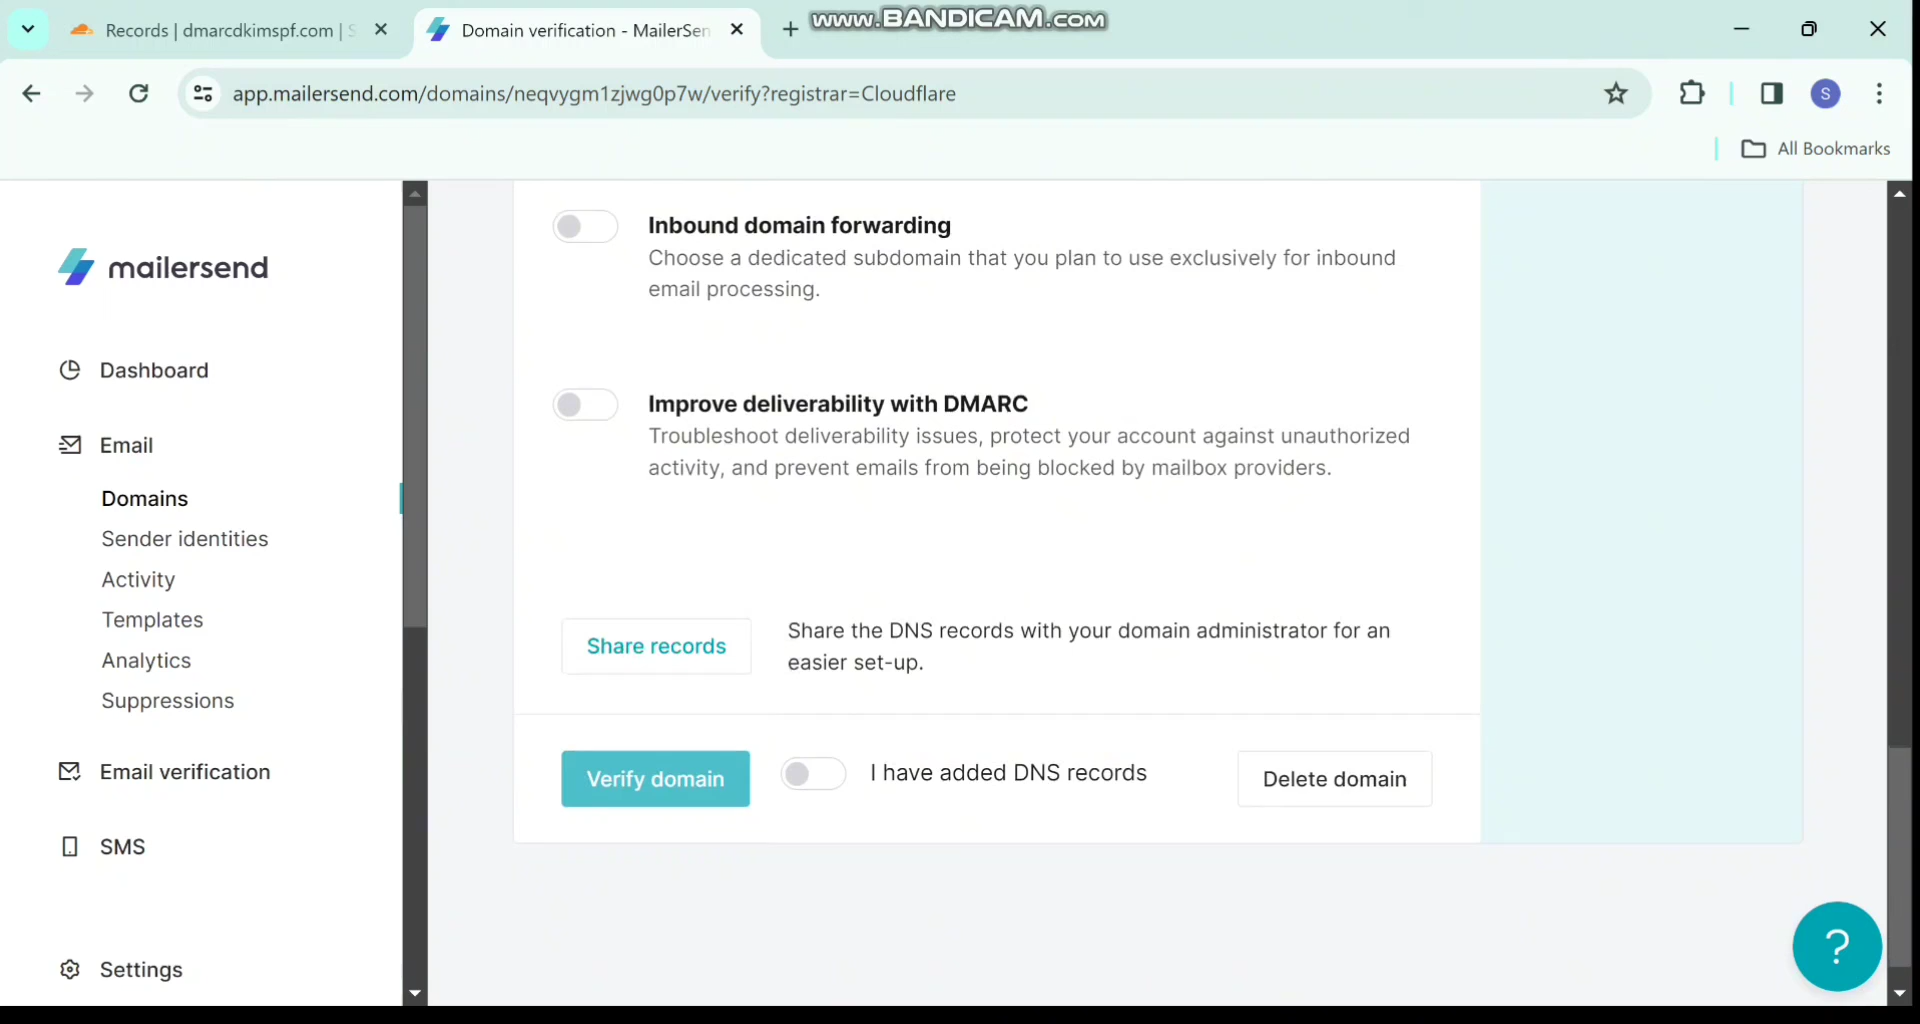 Records | dmarcdkimspf.com |
Domain verification - MailerSen
www.BANDICAM.com
app.mailersend.com/domains/neqvygm1zjwg0p7w/verify?registrar=Cloudflare
S
All Bookmarks
mailersend
Dashboard
Email
Domains
Sender identities
Activity
Templates
Analytics
Suppressions
Email verification
SMS
Settings
Inbound domain forwarding
Choose a dedicated subdomain that you plan to use exclusively for inbound
email processing.
Improve deliverability with DMARC
Troubleshoot deliverability issues, protect your account against unauthorized
activity, and prevent emails from being blocked by mailbox providers.
Share records
Share the DNS records with your domain administrator for an
easier set-up.
Verify domain
I have added DNS records
Delete domain
?